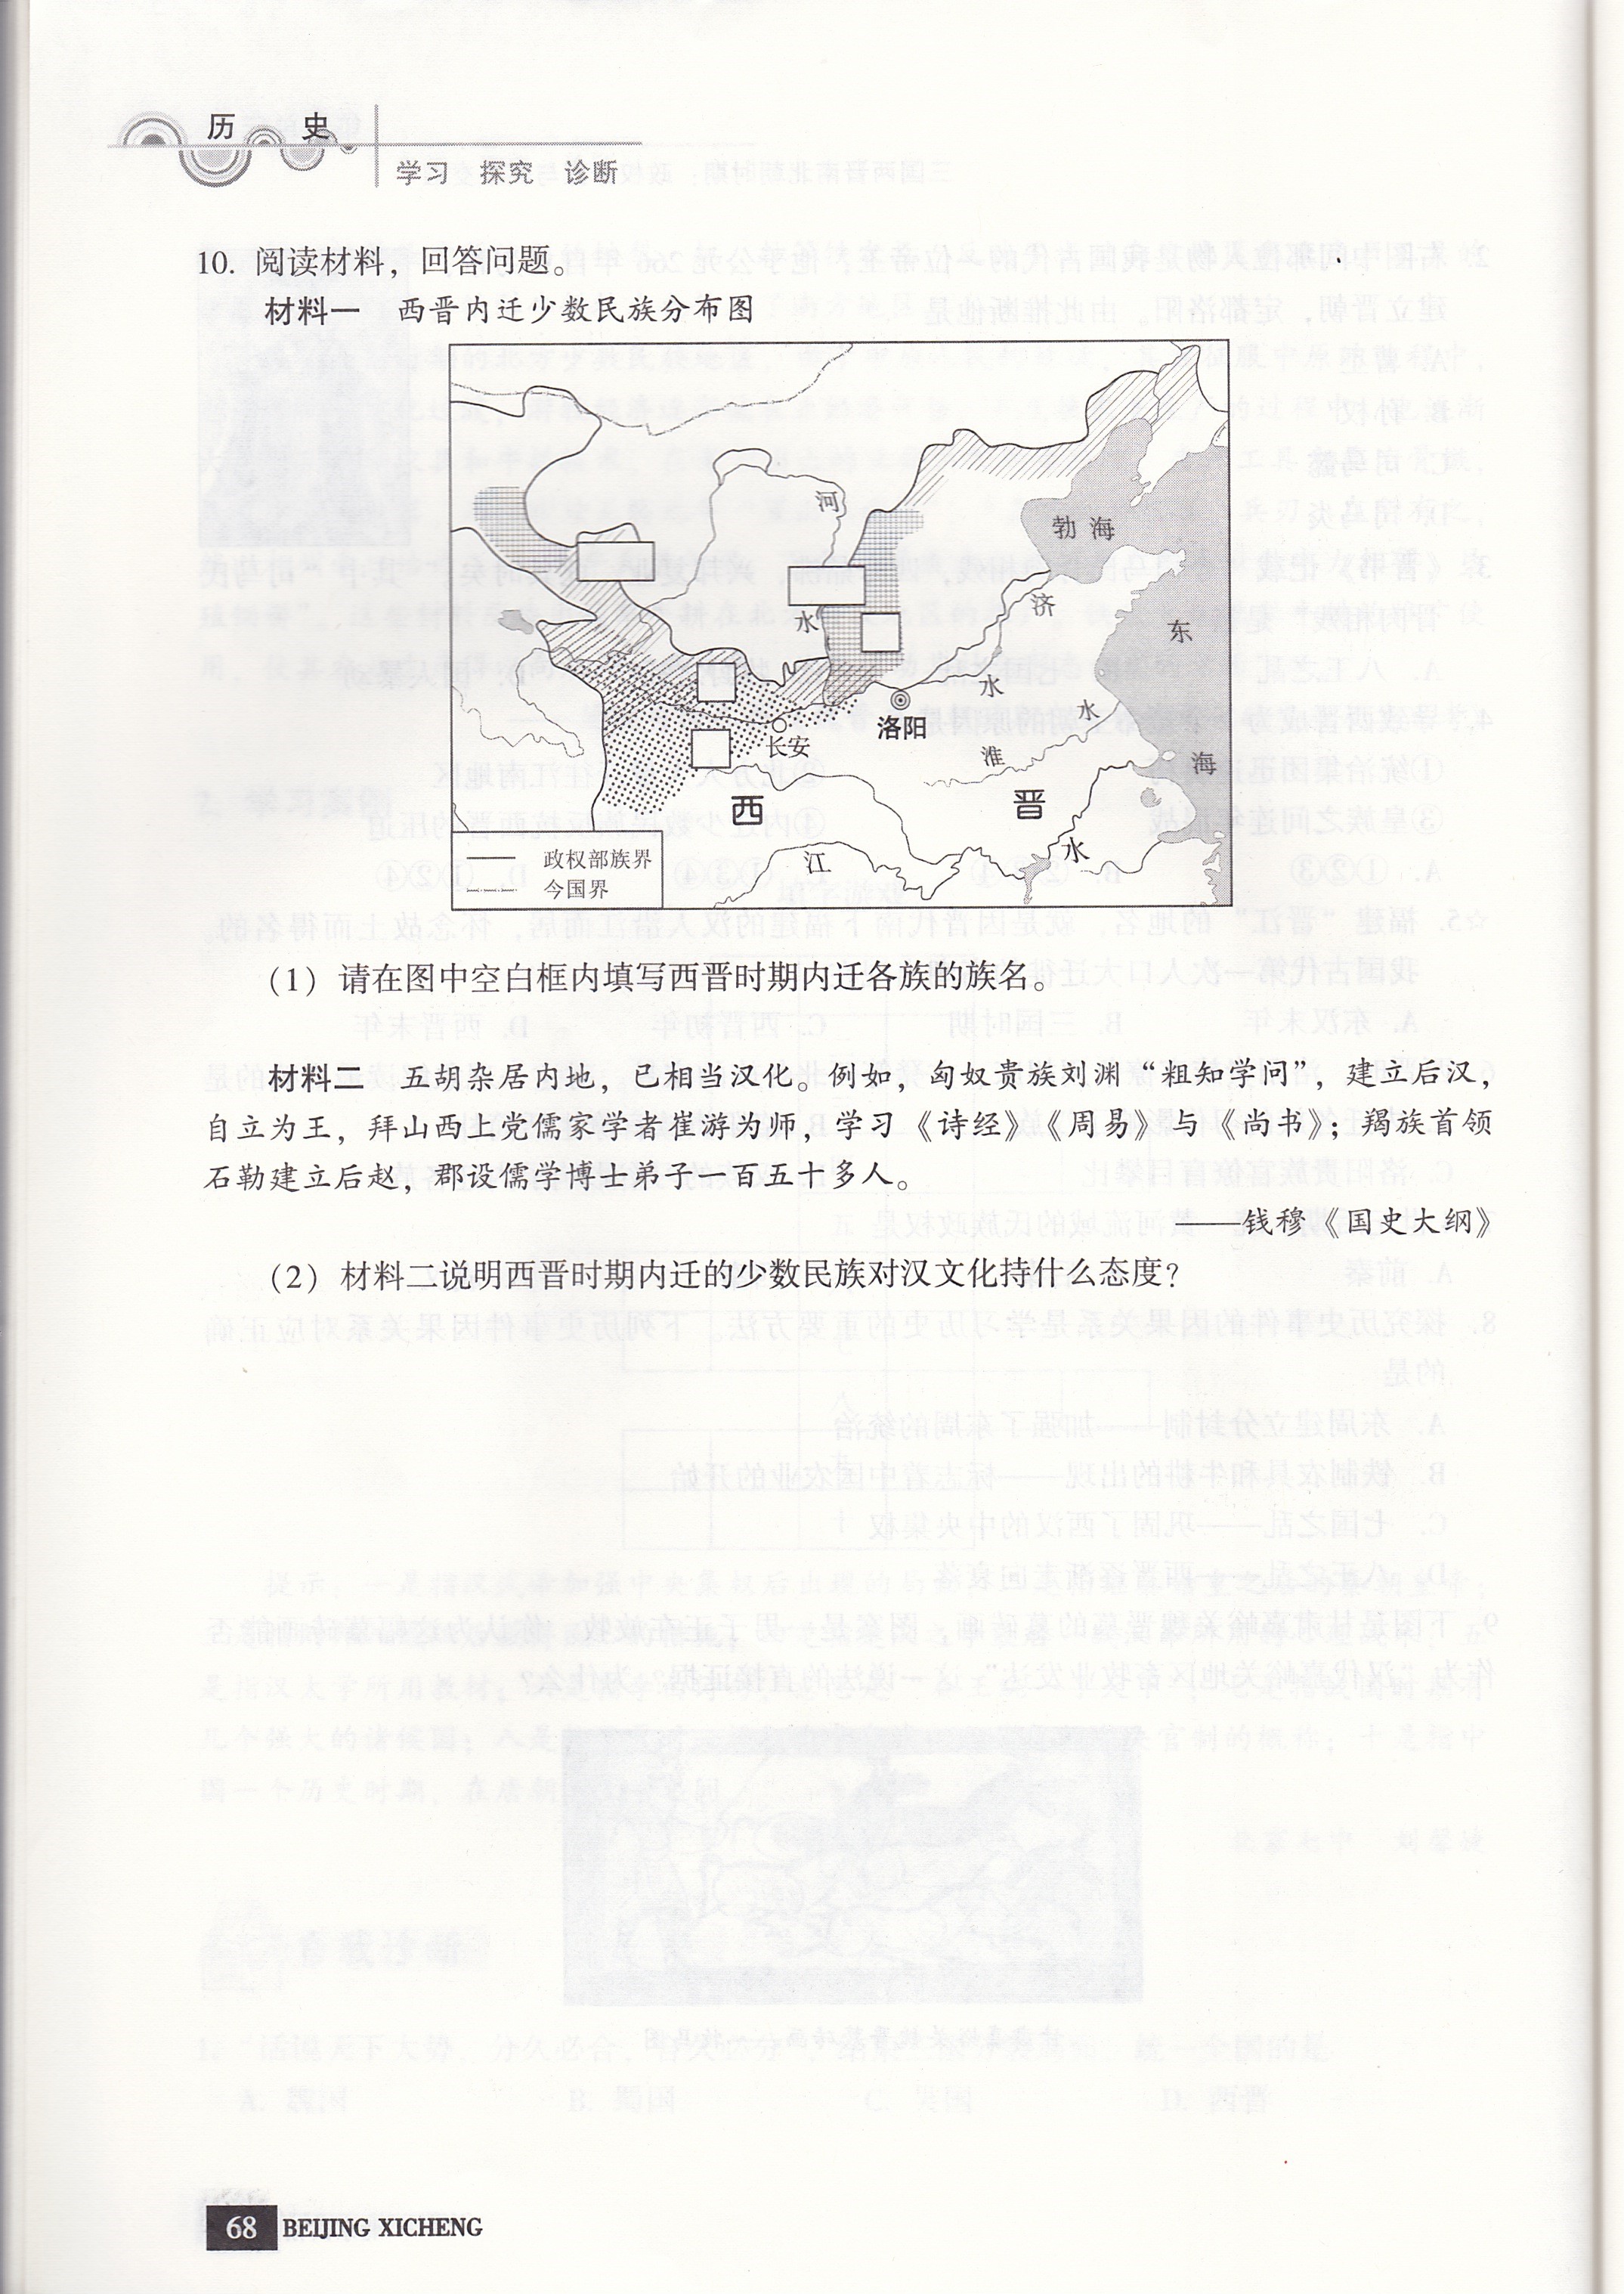 历 史
学习 探究 诊断
10. 阅读材料，回答问题。
材料一 西晋内迁少数民族分布图
河
勃 海
水
济
东
水
水
洛阳
长安
淮
海
西
晋
江
水
政权部族界
今国界
（1）请在图中空白框内填写西晋时期内迁各族的族名。
材料二 五胡杂居内地，已相当汉化。例如，匈奴贵族刘渊“粗知学问”，建立后汉，
自立为王，拜山西上党儒家学者崔游为师，学习《诗经》《周易》与《尚书》；羯族首领
石勒建立后赵，郡设儒学博士弟子一百五十多人。
——钱穆《国史大纲》
（2）材料二说明西晋时期内迁的少数民族对汉文化持什么态度？
68 BEIJING XICHENG